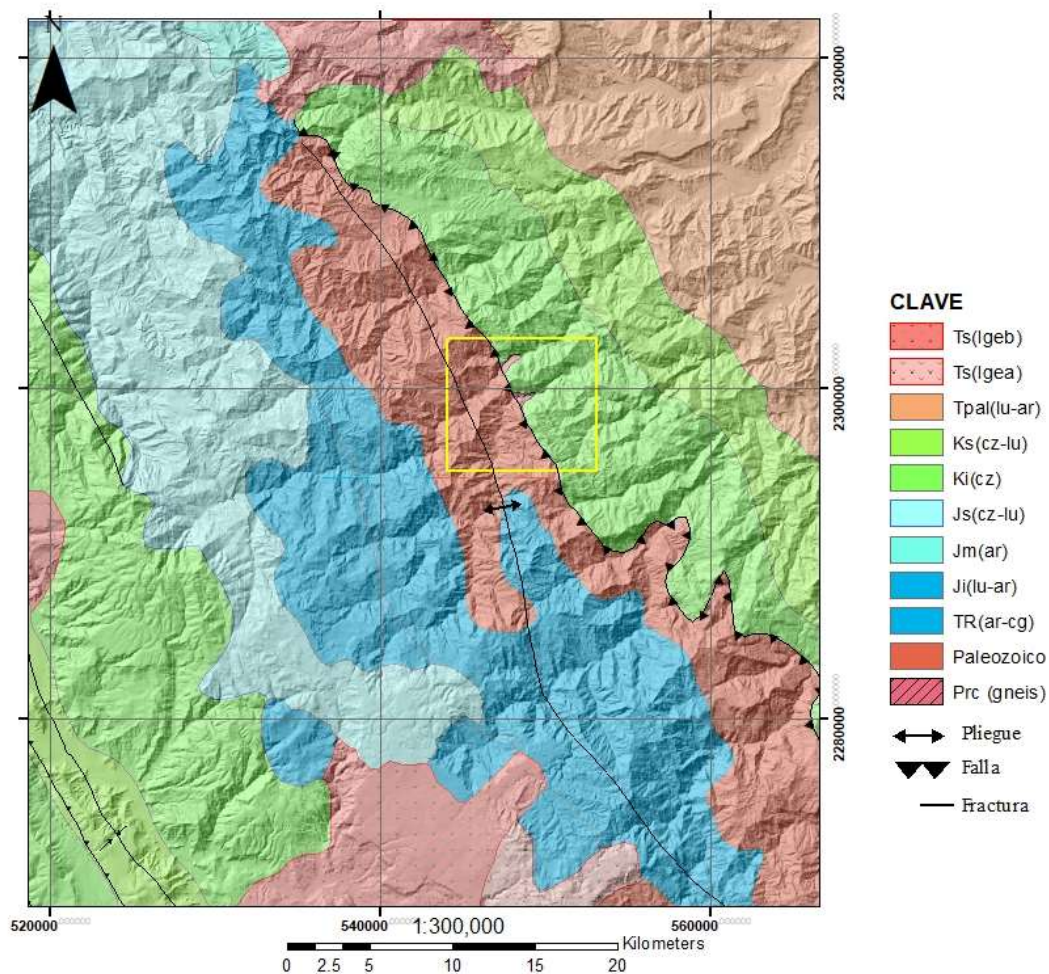 N
2320000
2300000
2280000
520000
540000
560000
1:300,000
Kilometers
0 2.5 5 10 15 20
CLAVE
Ts(Igeb)
Ts(Igea)
Tpal(lu-ar)
Ks(cz-lu)
Ki(cz)
Js(cz-lu)
Jm(ar)
Ji(lu-ar)
TR(ar-cg)
Paleozoico
Prc (gneis)
Pliegue
Falla
Fractura